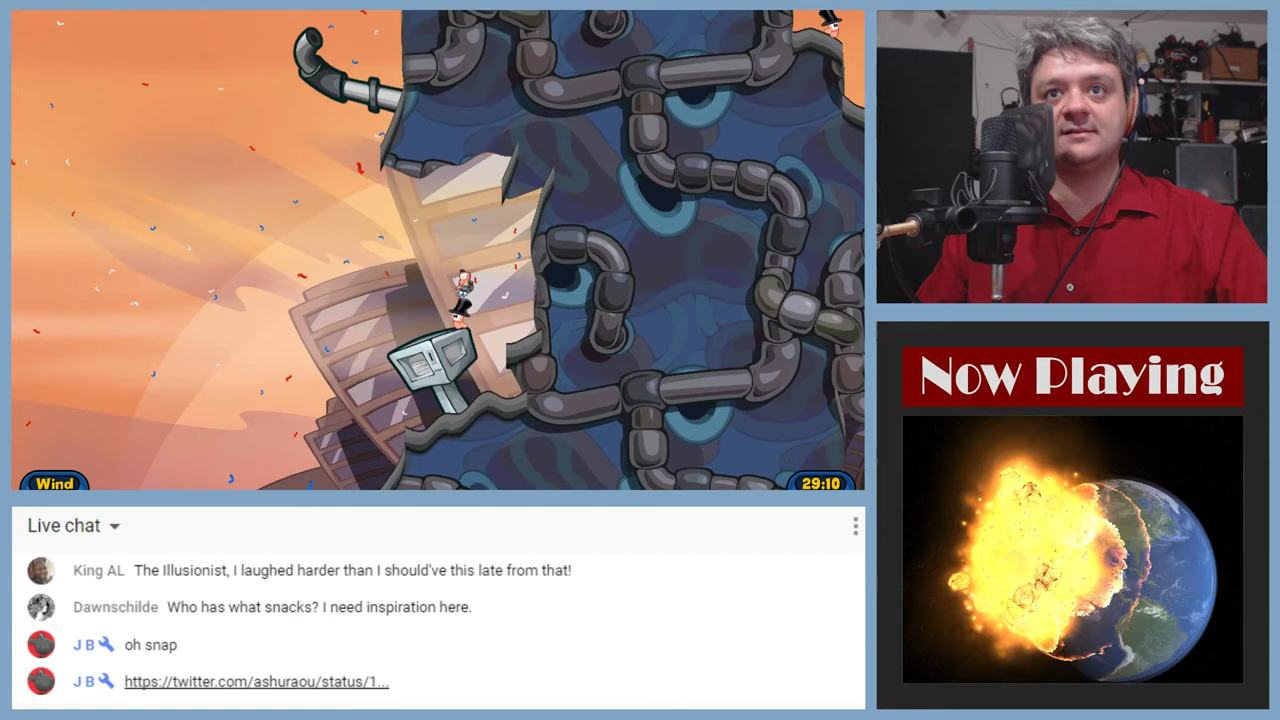 Wind
29:10
Now Playing
Live chat
King AL The Illusionist, I laughed harder than I should've this late from that!
Dawnschilde Who has what snacks? I need inspiration here.
J B oh snap
J B https://twitter.com/ashuraou/status/1...